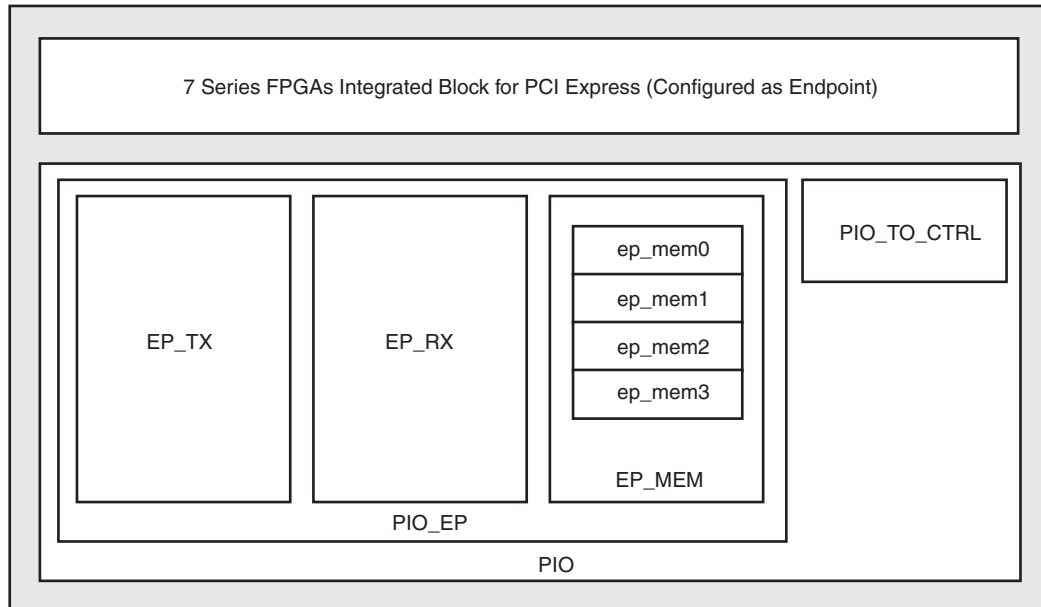 7 Series FPGAs Integrated Block for PCI Express (Configured as Endpoint)
EP_TX
EP_RX
ep_mem0
ep_mem1
ep_mem2
ep_mem3
EP_MEM
PIO_TO_CTRL
PIO_EP
PIO